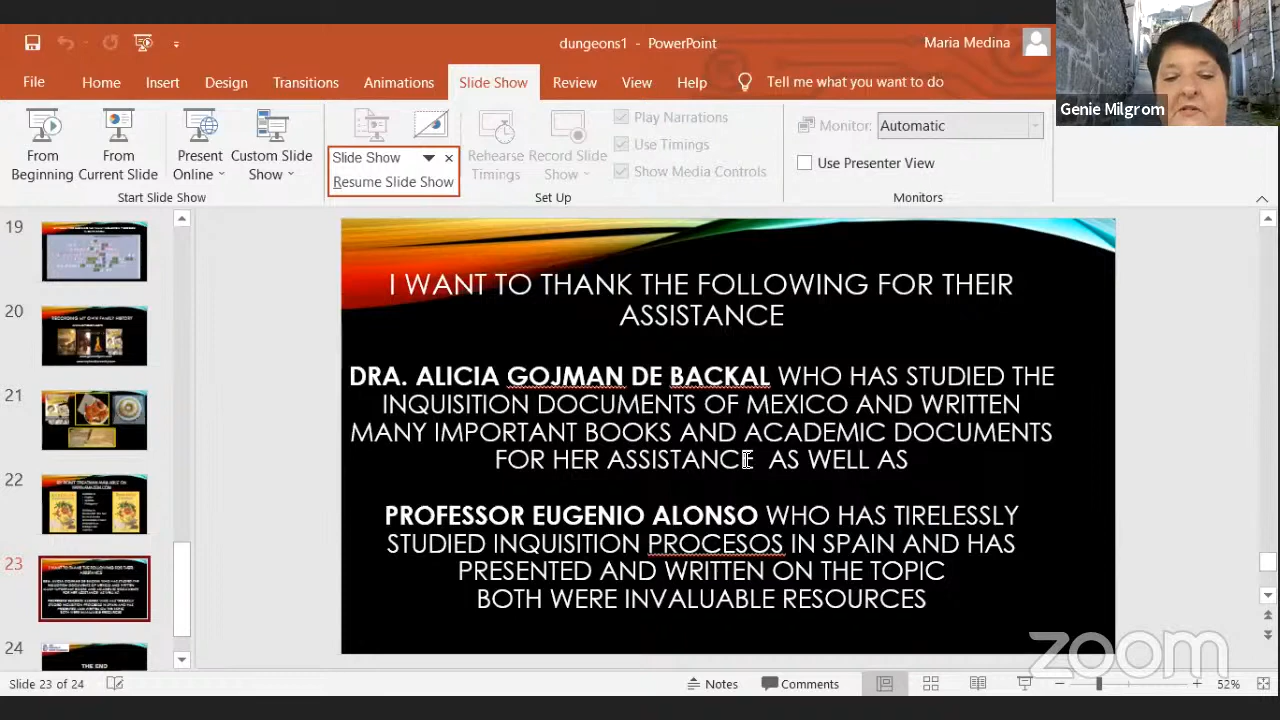 dungeons1 - PowerPoint
Maria Medina
File Home Insert Design Transitions Animations Slide Show Review View Help Tell me what you want to do
Genie Milgrom
From Beginning
From Current Slide
Present Online
Custom Slide Show
Start Slide Show
Slide Show
Resume Slide Show
Rehearse Timings
Record Slide Show
Play Narrations
Use Timings
Show Media Controls
Set Up
Monitor: Automatic
Use Presenter View
Monitors
19
20
21
22
23
24
THE END
I WANT TO THANK THE FOLLOWING FOR THEIR
ASSISTANCE
DRA. ALICIA GOJMAN DE BACKAL WHO HAS STUDIED THE
INQUISITION DOCUMENTS OF MEXICO AND WRITTEN
MANY IMPORTANT BOOKS AND ACADEMIC DOCUMENTS
FOR HER ASSISTANCE AS WELL AS
PROFESSOR EUGENIO ALONSO WHO HAS TIRELESSLY
STUDIED INQUISITION PROCESOS IN SPAIN AND HAS
PRESENTED AND WRITTEN ON THE TOPIC
BOTH WERE INVALUABLE RESOURCES
zoom
Slide 23 of 24
Notes Comments 52%